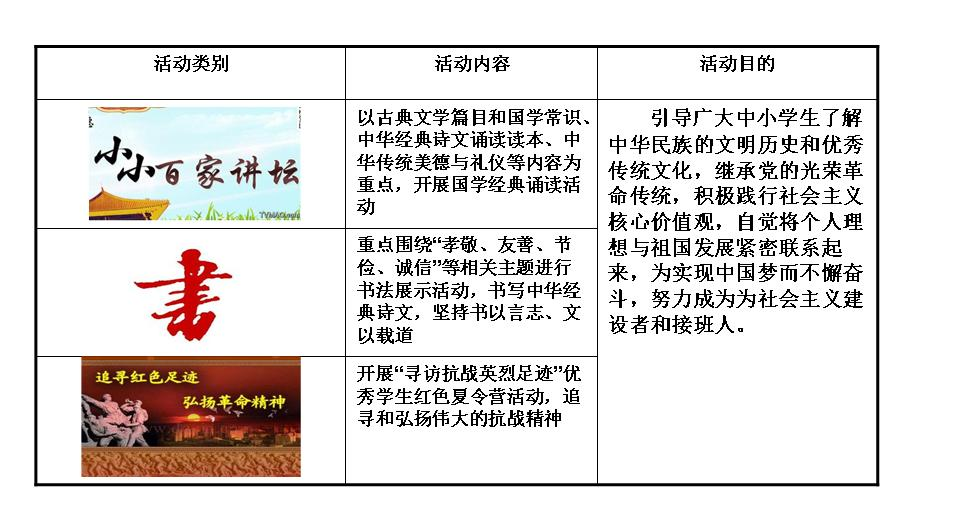 活动类别
活动内容
活动目的
小小百家讲坛
以古典文学篇目和国学常识、
中华经典诗文诵读读本、中
华传统美德与礼仪等内容为
重点，开展国学经典诵读活
动
引导广大中小学生了解
中华民族的文明历史和优秀
传统文化，继承党的光荣革
命传统，积极践行社会主义
核心价值观，自觉将个人理
想与祖国发展紧密联系起
来，为实现中国梦而不懈奋
斗，努力成为为社会主义建
设者和接班人。
書
重点围绕“孝敬、友善、节
俭、诚信”等相关主题进行
书法展示活动，书写中华经
典诗文，坚持书以言志、文
以载道
追寻红色足迹
弘扬革命精神
开展“寻访抗战英烈足迹”优
秀学生红色夏令营活动，追
寻和弘扬伟大的抗战精神